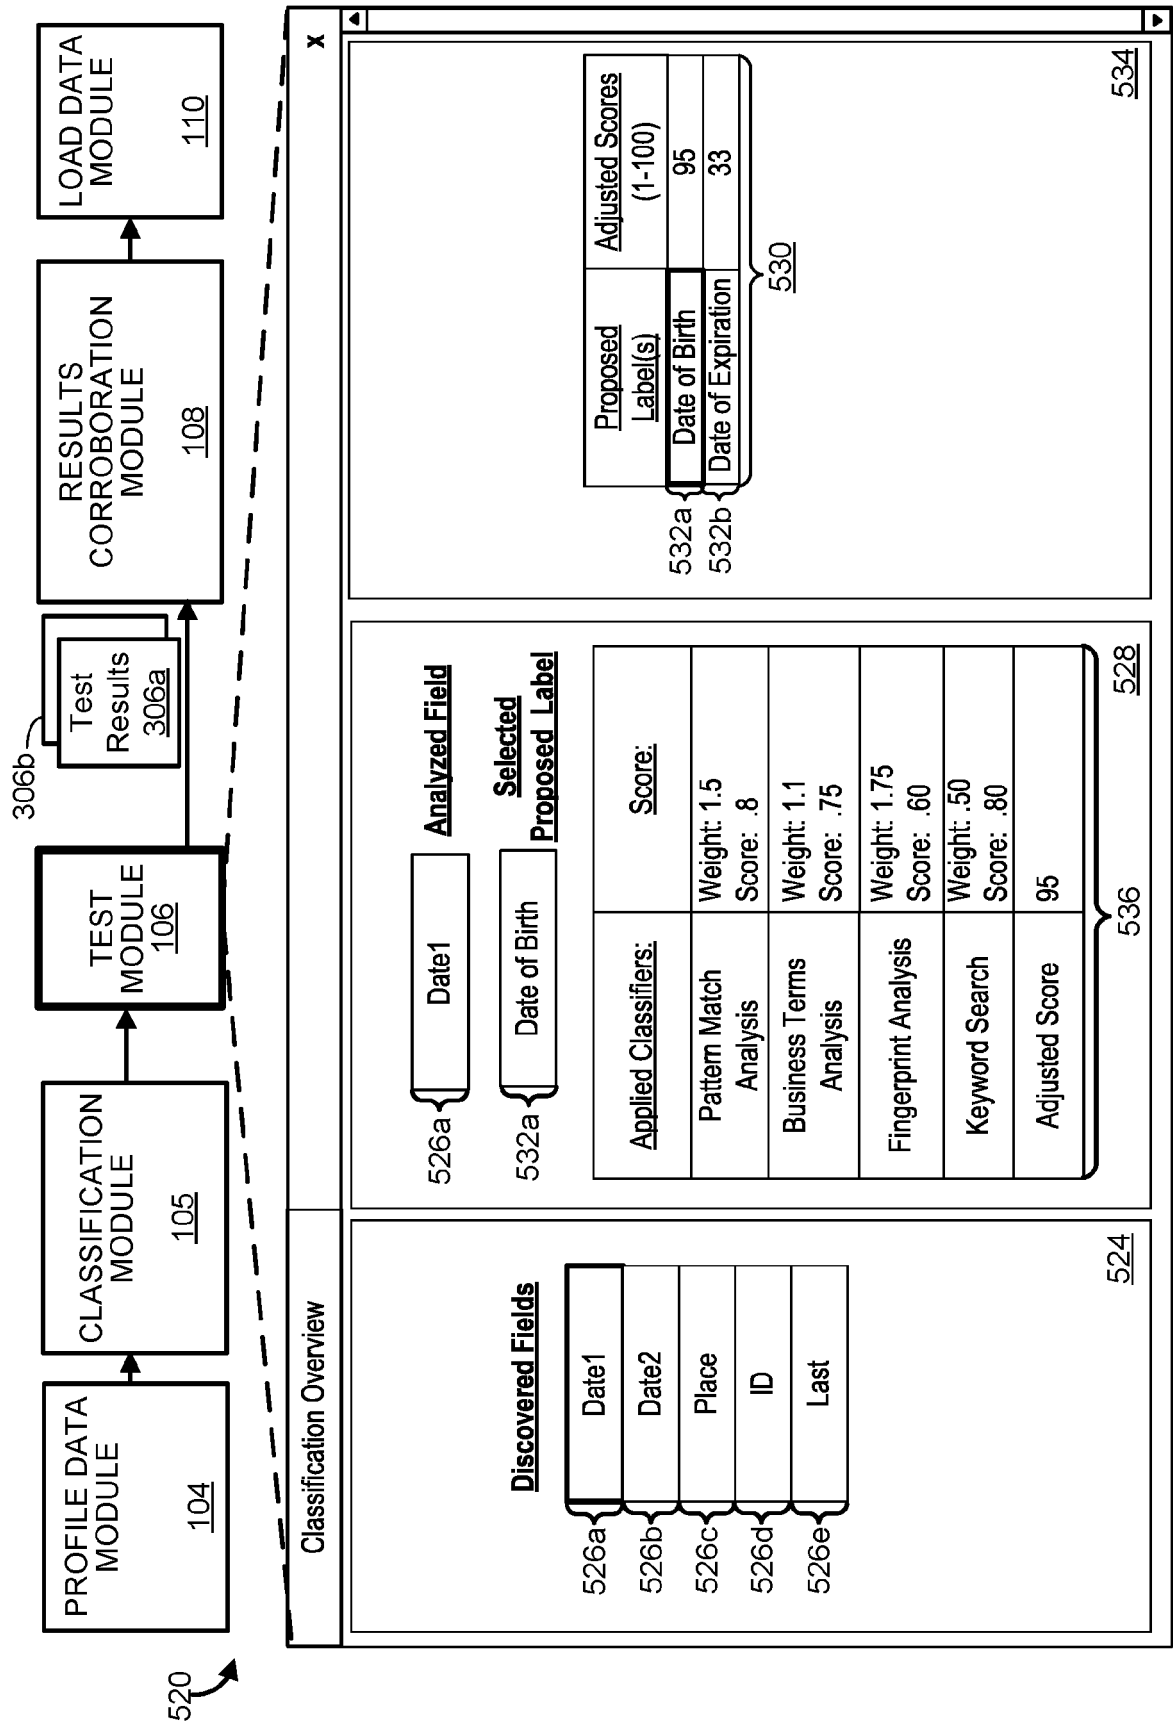 520
PROFILE DATA
MODULE
104
CLASSIFICATION
MODULE
105
TEST
MODULE
106
306b
Test
Results
306a
RESULTS
CORROBORATION
MODULE
108
LOAD DATA
MODULE
110
Classification Overview
X
Discovered Fields
526a
Date1
526b
Date2
526c
Place
526d
ID
526e
Last
524
526a
Date1
Analyzed Field
532a
Date of Birth
Selected
Proposed Label
Applied Classifiers:
Score:
Pattern Match
Analysis
Weight: 1.5
Score: .8
Business Terms
Analysis
Weight: 1.1
Score: .75
Fingerprint Analysis
Weight: 1.75
Score: .60
Keyword Search
Weight: .50
Score: .80
Adjusted Score
95
536
528
Proposed
Label(s)
Adjusted Scores
(1-100)
532a
Date of Birth
95
532b
Date of Expiration
33
530
534